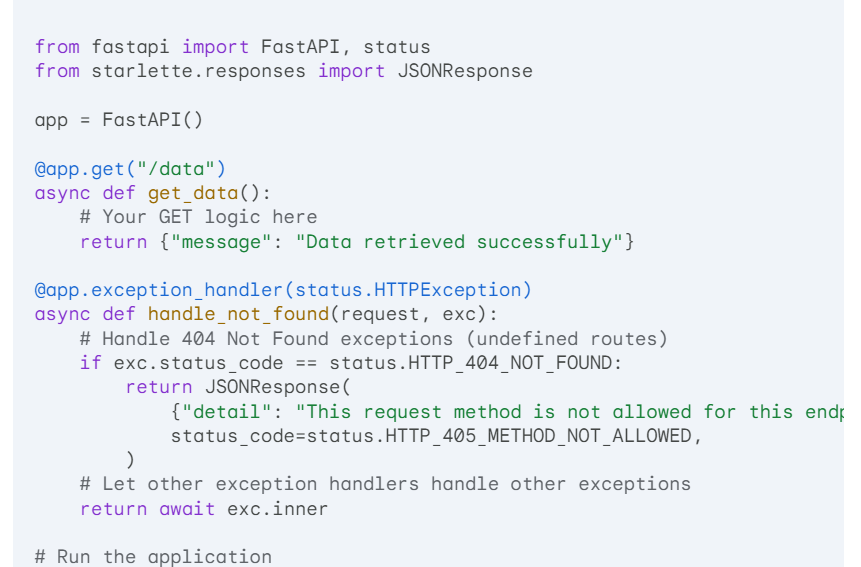 from fastapi import FastAPI, status
from starlette.responses import JSONResponse

app = FastAPI()

@app.get("/data")
async def get_data():
    # Your GET logic here
    return {"message": "Data retrieved successfully"}

@app.exception_handler(status.HTTPException)
async def handle_not_found(request, exc):
    # Handle 404 Not Found exceptions (undefined routes)
    if exc.status_code == status.HTTP_404_NOT_FOUND:
        return JSONResponse(
            {"detail": "This request method is not allowed for this endp
            status_code=status.HTTP_405_METHOD_NOT_ALLOWED,
        )
    # Let other exception handlers handle other exceptions
    return await exc.inner

# Run the application